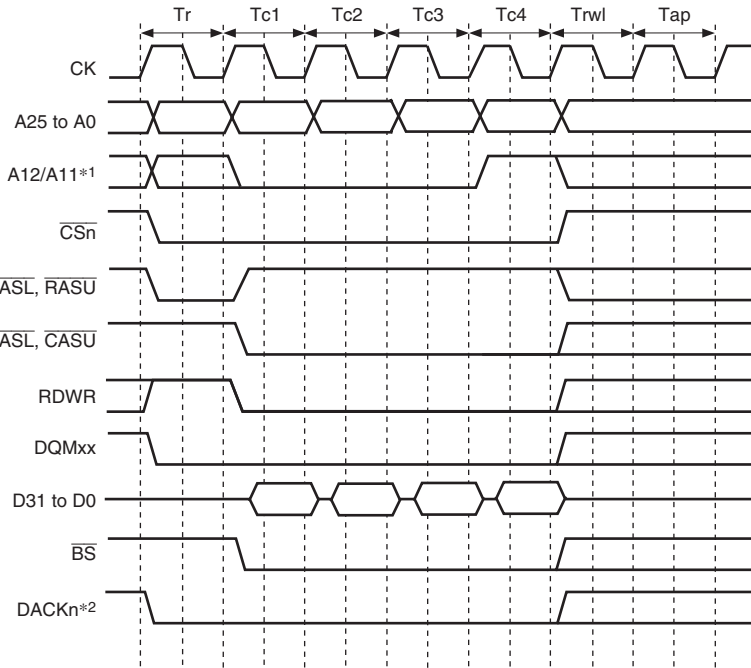 Tr Tc1 Tc2 Tc3 Tc4 Trwl Tap
CK
A25 to A0
A12/A11*1
CSn
ASL, RASU
ASL, CASU
RDWR
DQMxx
D31 to D0
BS
DACKn*2